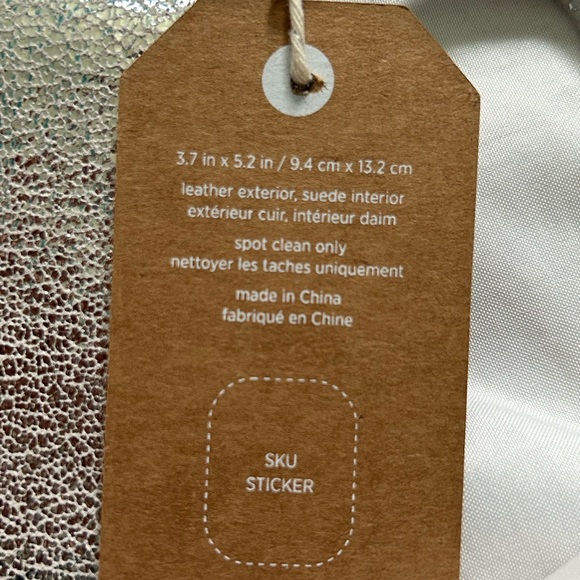 3.7 in x 5.2 in / 9.4 cm x 13.2 cm
leather exterior, suede interior
extérieur cuir, intérieur daim
spot clean only
nettoyer les taches uniquement
made in China
fabriqué en Chine
SKU
STICKER